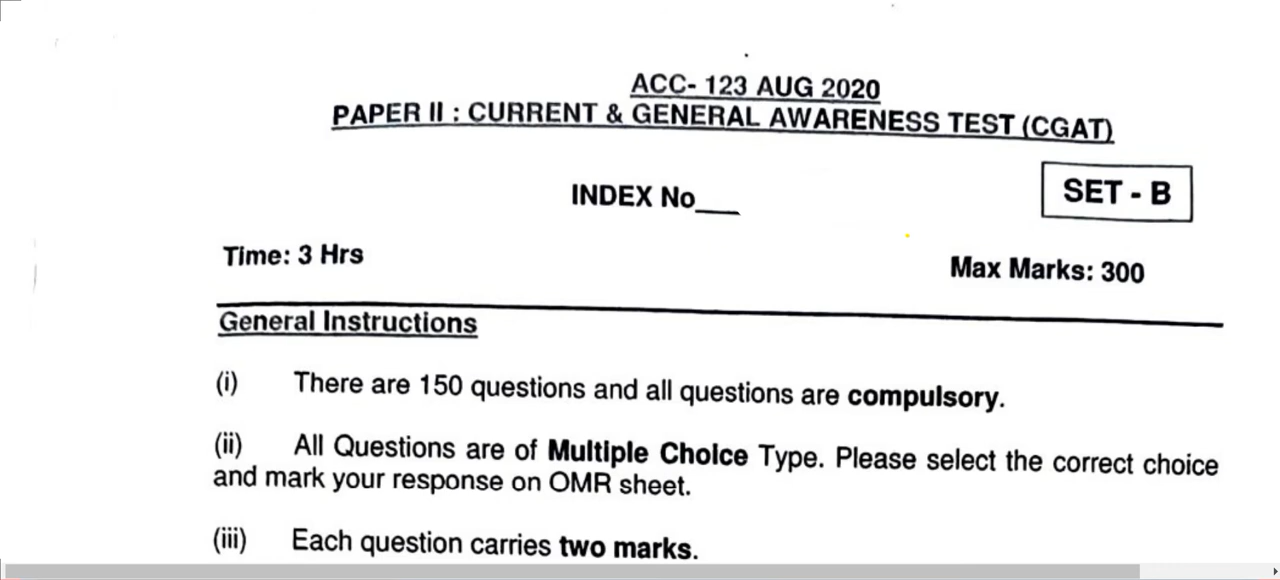 ACC- 123 AUG 2020
PAPER II : CURRENT & GENERAL AWARENESS TEST (CGAT)
INDEX No___
SET - B
Time: 3 Hrs
Max Marks: 300
General Instructions
(i) There are 150 questions and all questions are compulsory.
(ii) All Questions are of Multiple Choice Type. Please select the correct choice
and mark your response on OMR sheet.
(iii) Each question carries two marks.